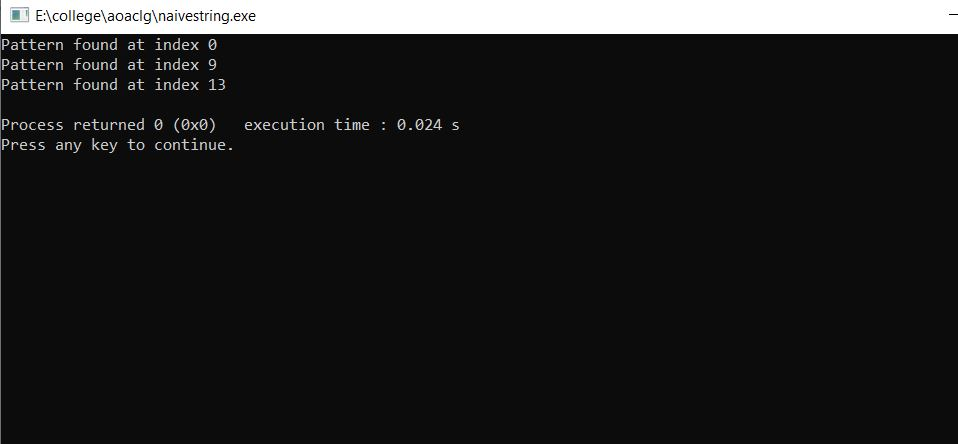 E:\college\aoaclg\naivestring.exe
Pattern found at index 0
Pattern found at index 9
Pattern found at index 13
Process returned 0 (0x0)   execution time : 0.024 s
Press any key to continue.